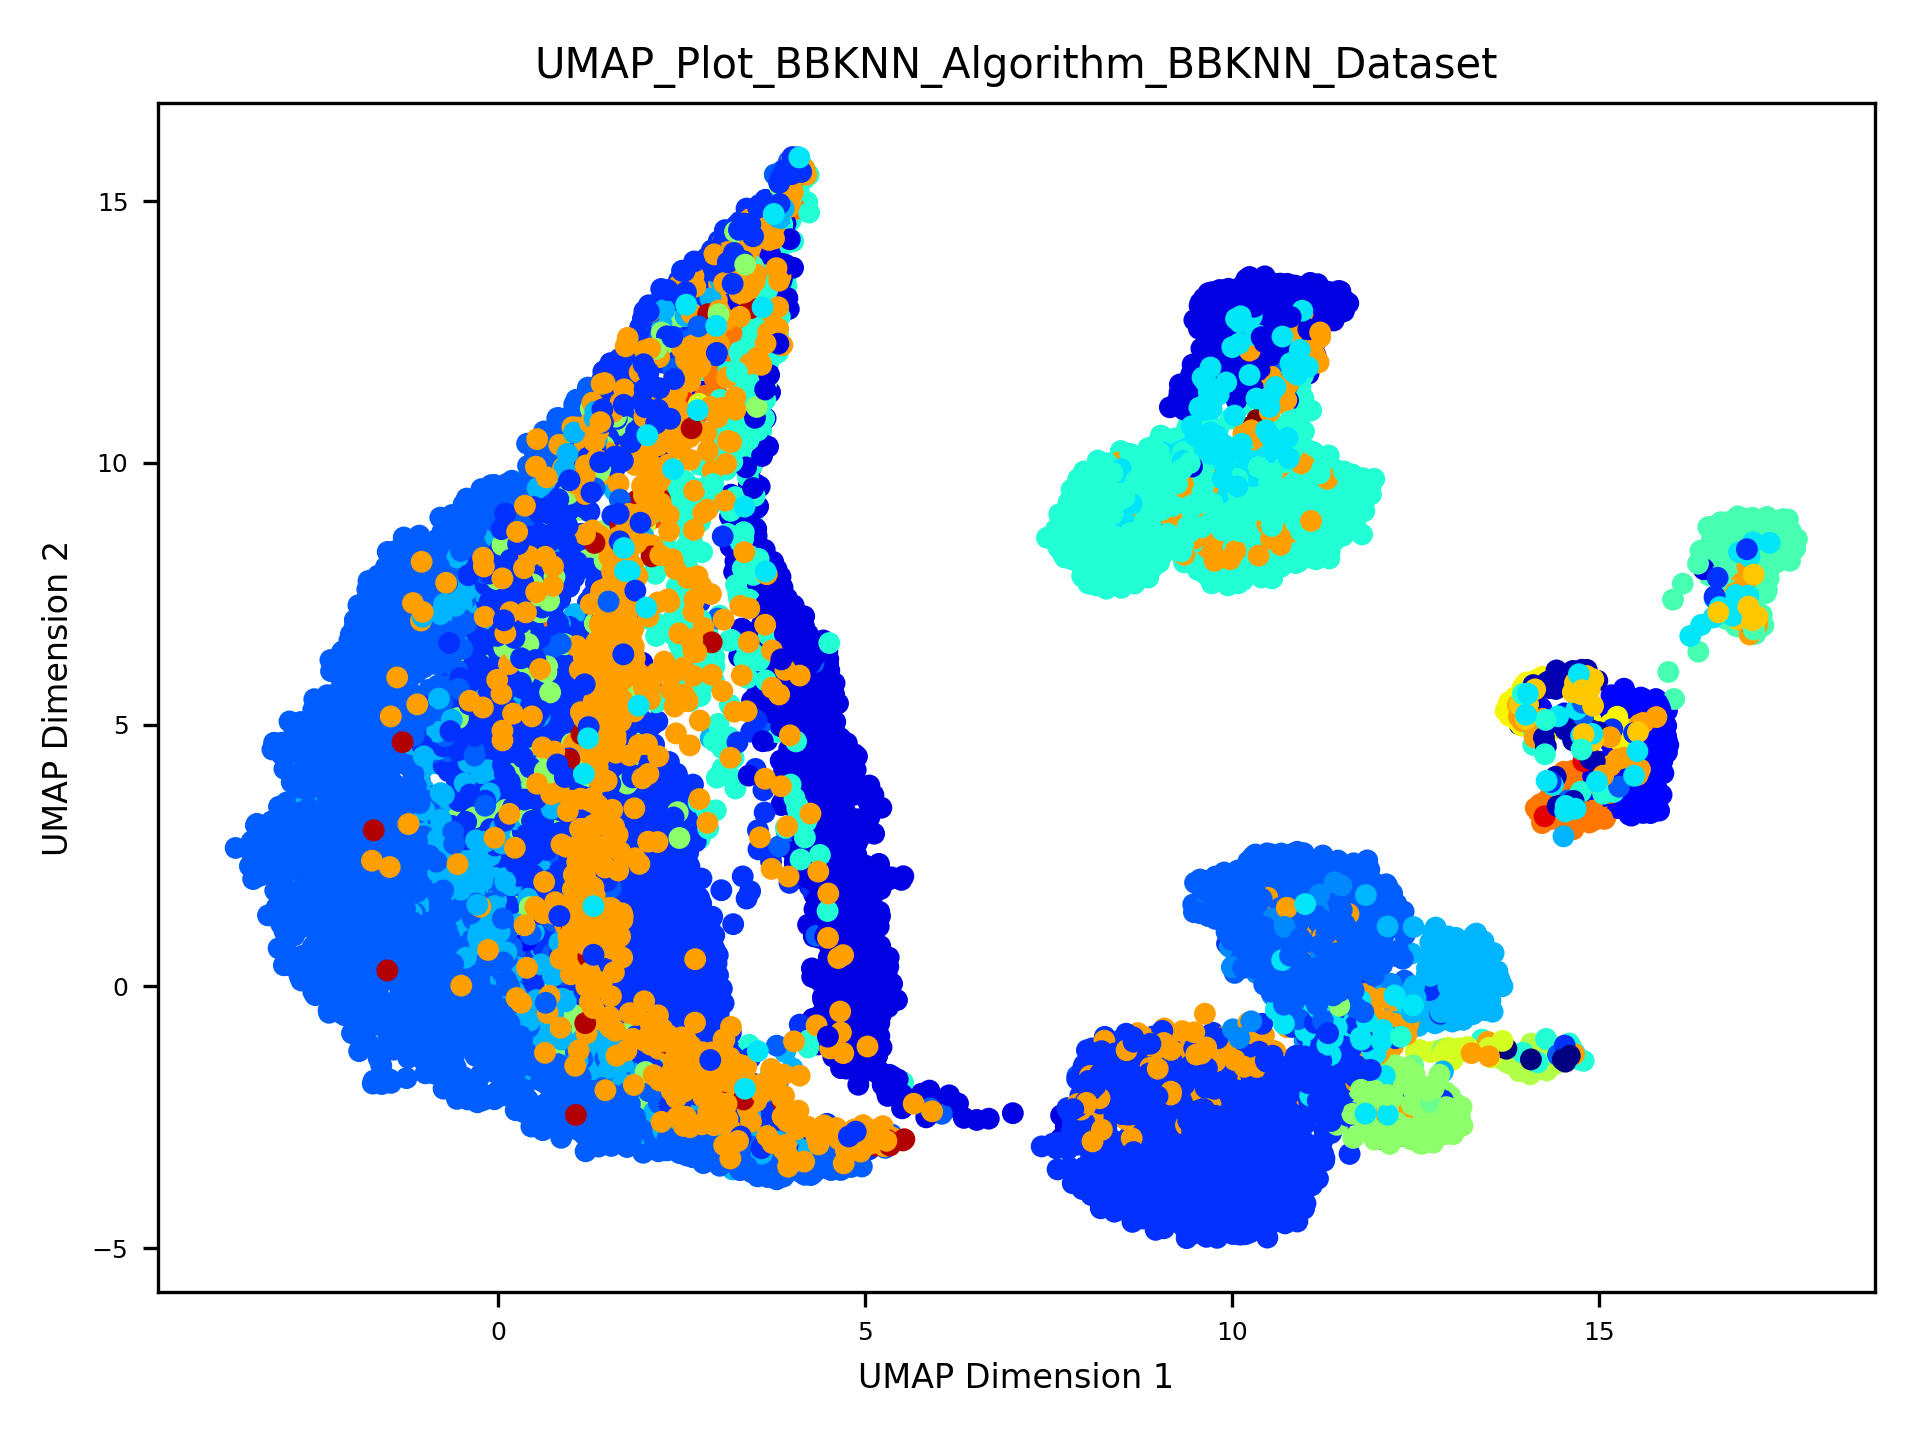 UMAP_Plot_BBKNN_Algorithm_BBKNN_Dataset
15
10
5
0
−5
UMAP Dimension 2
0 5 10 15
UMAP Dimension 1